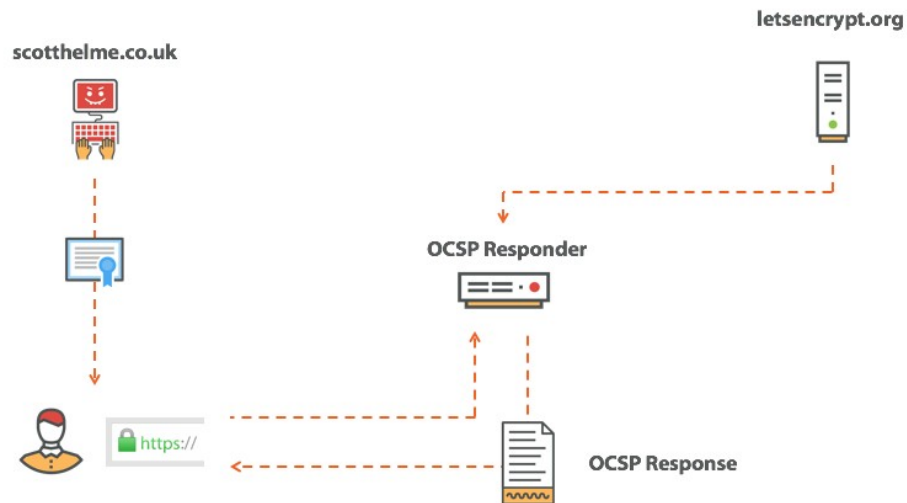 letsencrypt.org
scotthelme.co.uk
OCSP Responder
https://
OCSP Response